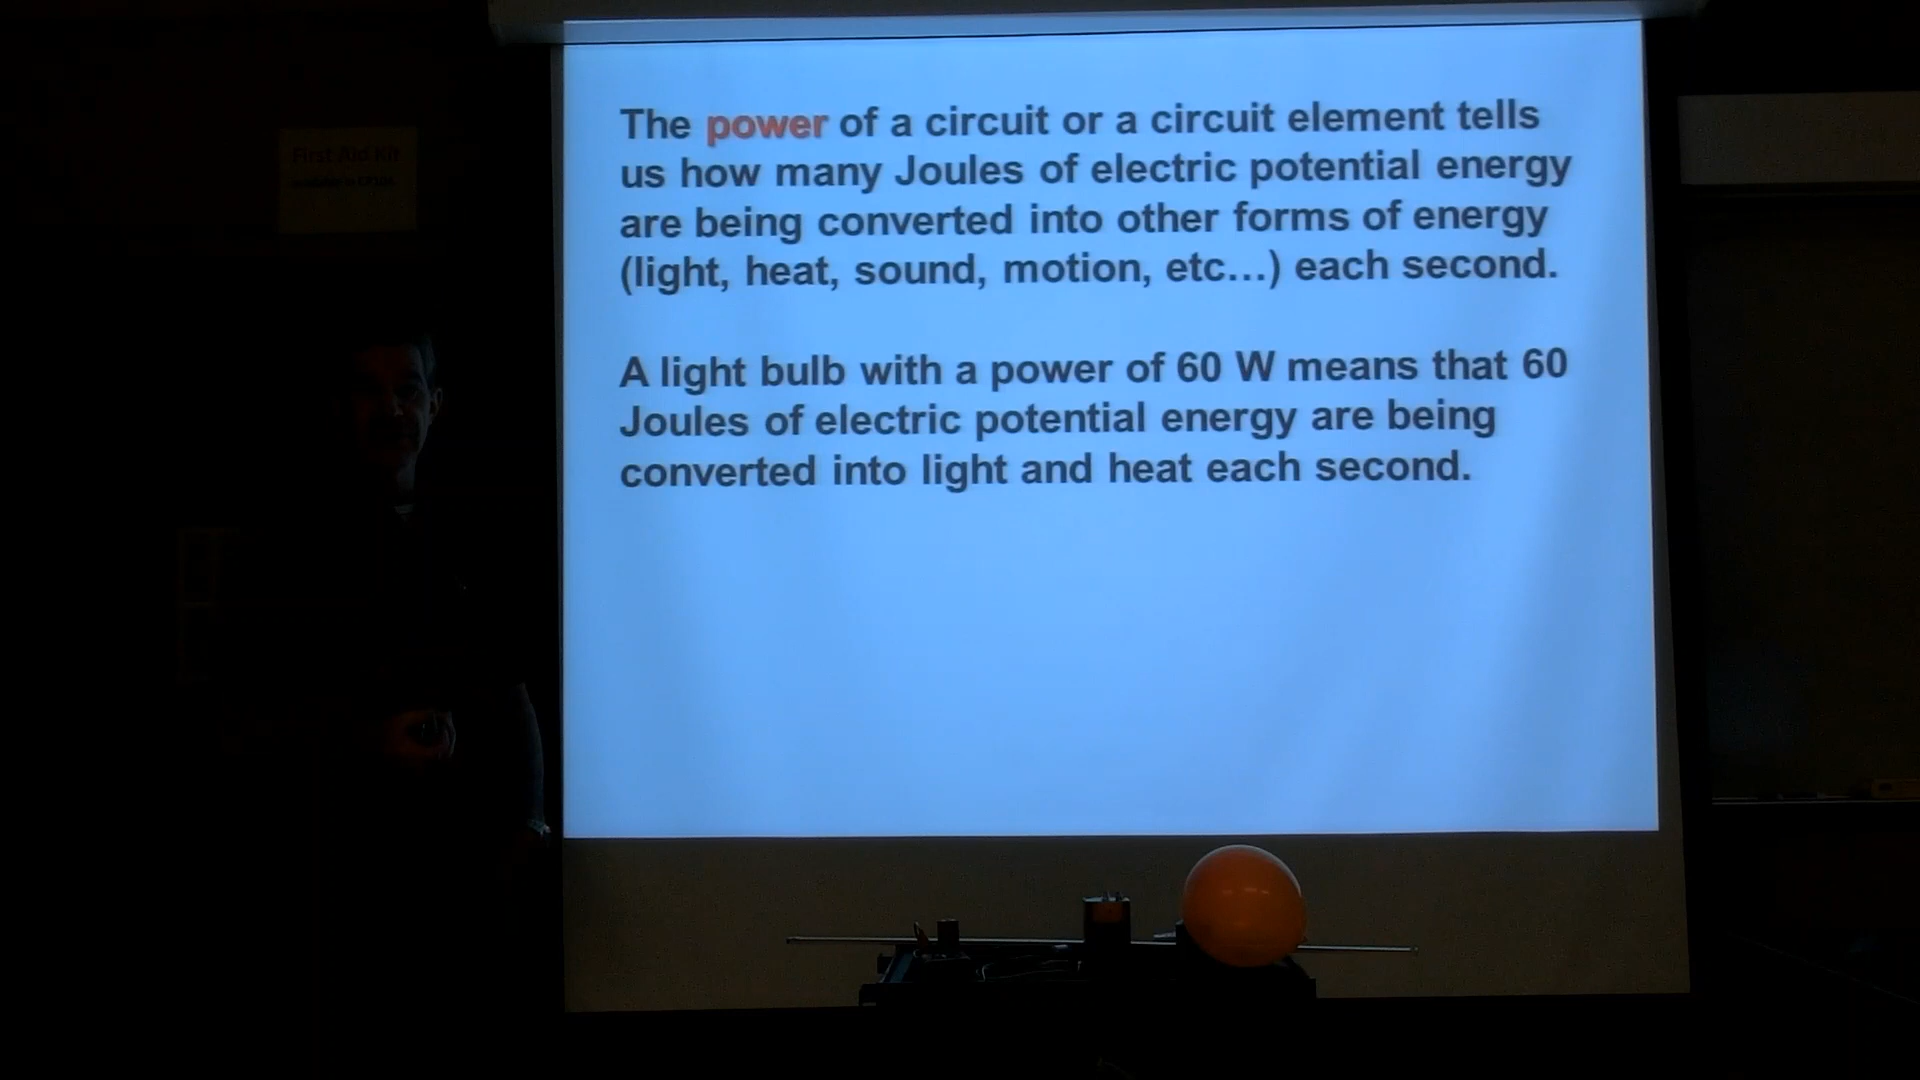 First Aid Kit
The power of a circuit or a circuit element tells
us how many Joules of electric potential energy
are being converted into other forms of energy
(light, heat, sound, motion, etc...) each second.
A light bulb with a power of 60 W means that 60
Joules of electric potential energy are being
converted into light and heat each second.